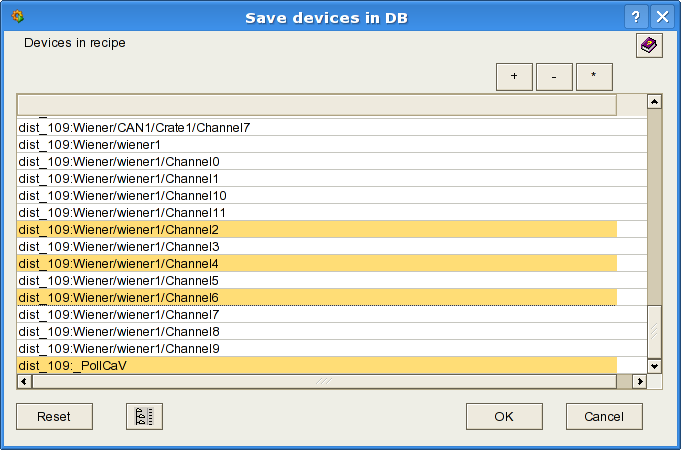 Save devices in DB
Devices in recipe
+ - *
dist_109:Wiener/CAN1/Crate1/Channel7
dist_109:Wiener/wiener1
dist_109:Wiener/wiener1/Channel0
dist_109:Wiener/wiener1/Channel1
dist_109:Wiener/wiener1/Channel10
dist_109:Wiener/wiener1/Channel11
dist_109:Wiener/wiener1/Channel2
dist_109:Wiener/wiener1/Channel3
dist_109:Wiener/wiener1/Channel4
dist_109:Wiener/wiener1/Channel5
dist_109:Wiener/wiener1/Channel6
dist_109:Wiener/wiener1/Channel7
dist_109:Wiener/wiener1/Channel8
dist_109:Wiener/wiener1/Channel9
dist_109:_PollCaV
Reset OK Cancel